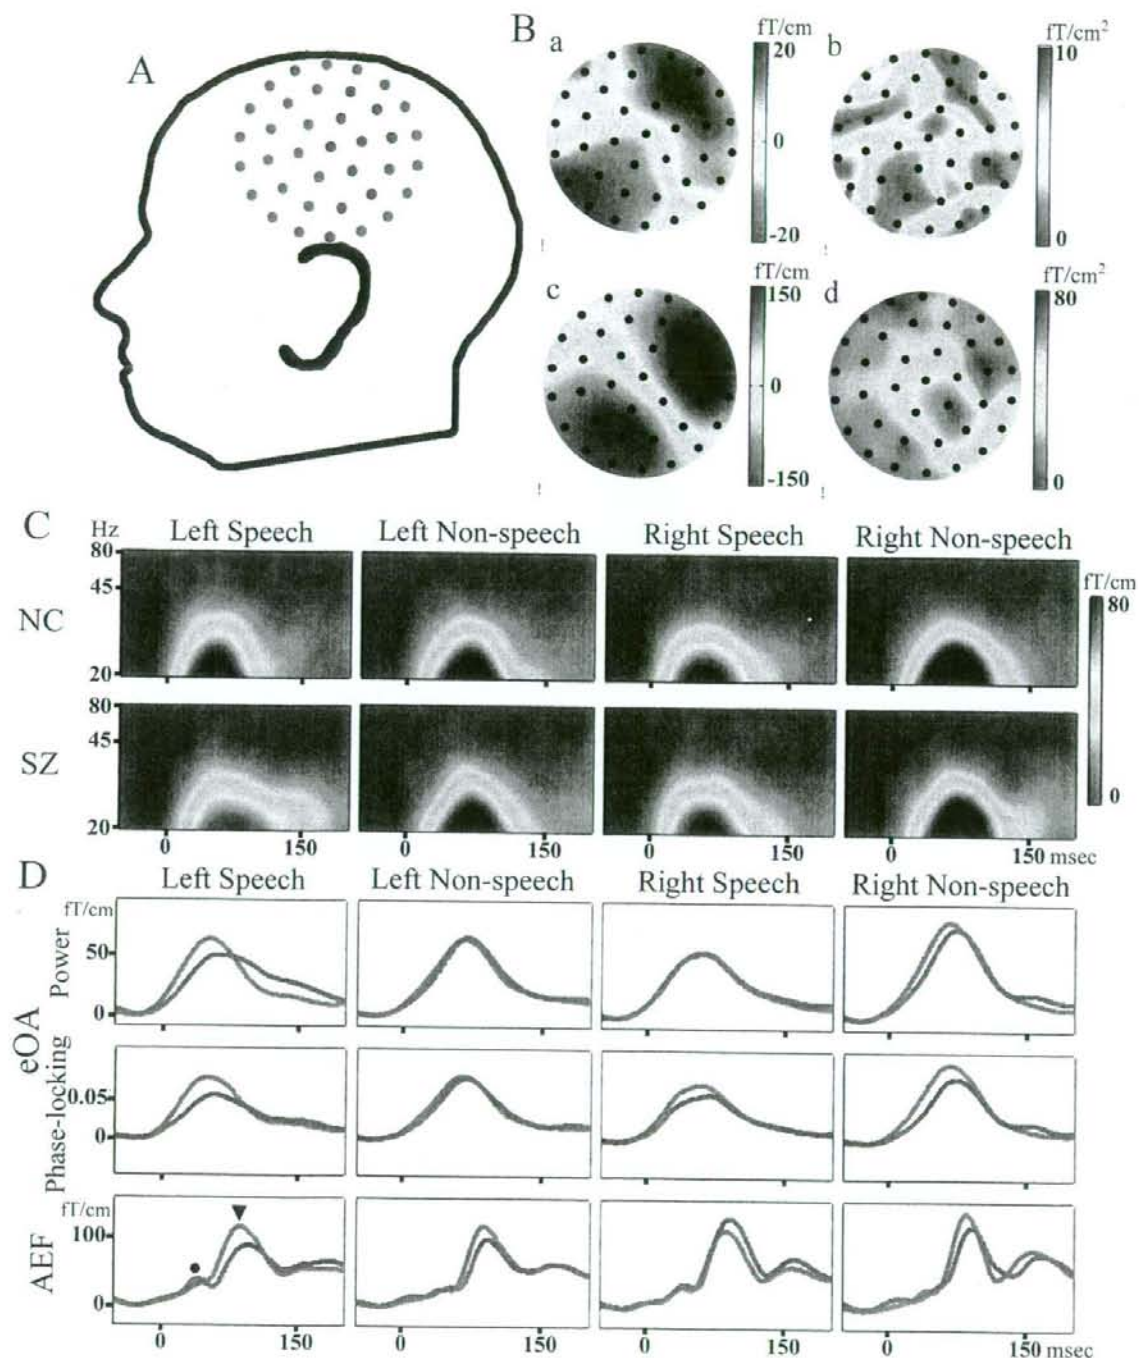 A
B
a
fT/cm
20
0
-20
b
fT/cm²
10
0
c
fT/cm
150
0
-150
d
fT/cm²
80
0
C
Hz
Left Speech
Left Non-speech
Right Speech
Right Non-speech
80
45
20
NC
fT/cm
80
0
80
45
20
SZ
0
150
0
150
0
150
0
150 msec
D
Left Speech
Left Non-speech
Right Speech
Right Non-speech
eOA
Power
fT/cm
50
0
Phase-locking
0.05
0
AEF
fT/cm
100
0
0
150
0
150
0
150
0
150 msec